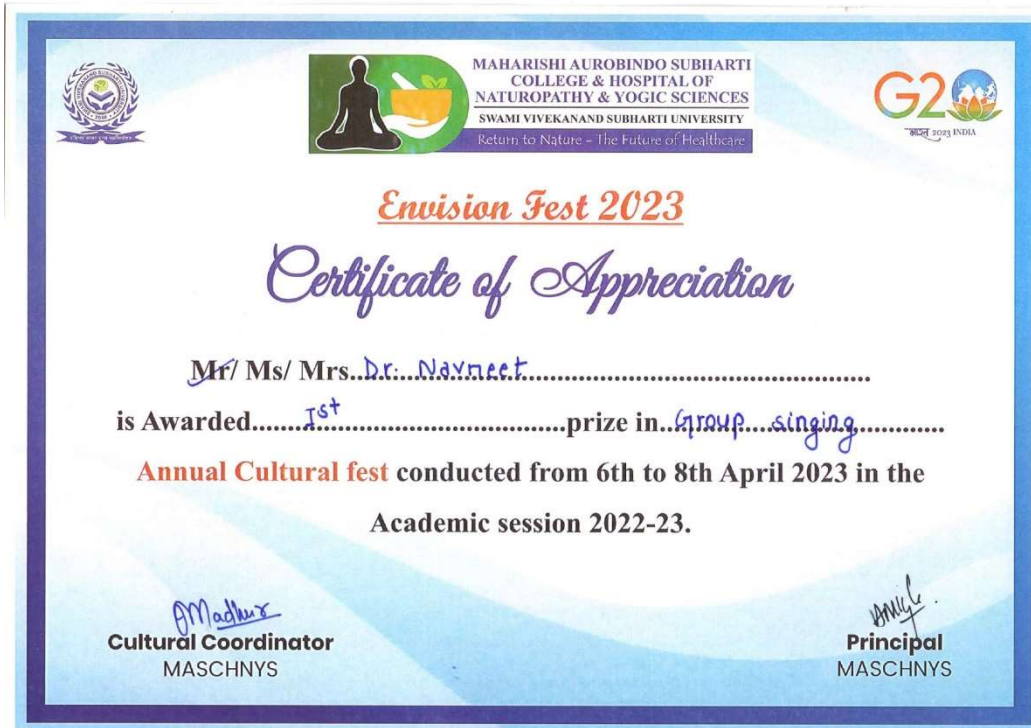 MAHARISHI AUROBINDO SUBHARTI
COLLEGE & HOSPITAL OF
NATUROPATHY & YOGIC SCIENCES
SWAMI VIVEKANAND SUBHARTI UNIVERSITY
Return to Nature - The Future of Healthcare
G20
भारत 2023 INDIA
Envision Fest 2023
Certificate of Appreciation
Mr/ Ms/ Mrs..Dr. Navneet..........
is Awarded.......Ist..........prize in..Group....singing..........
Annual Cultural fest conducted from 6th to 8th April 2023 in the
Academic session 2022-23.
Madhur
Cultural Coordinator
MASCHNYS
Principal
MASCHNYS